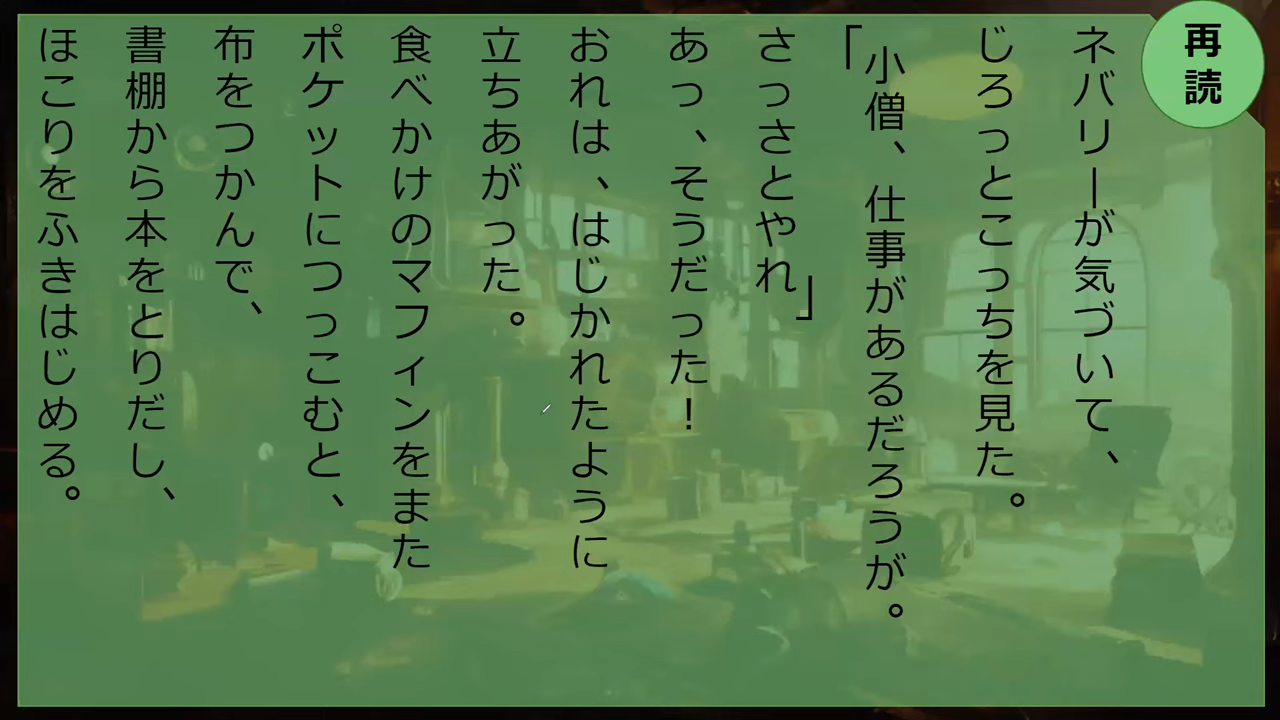 再読
ネバリーが気づいて、
じろっとこっちを見た。
「小僧、仕事があるだろうが。
さっさとやれ」
あっ、そうだった！
おれは、はじかれたように
立ちあがった。
食べかけのマフィンをまた
ポケットにつっこむと、
布をつかんで、
書棚から本をとりだし、
ほこりをふきはじめる。